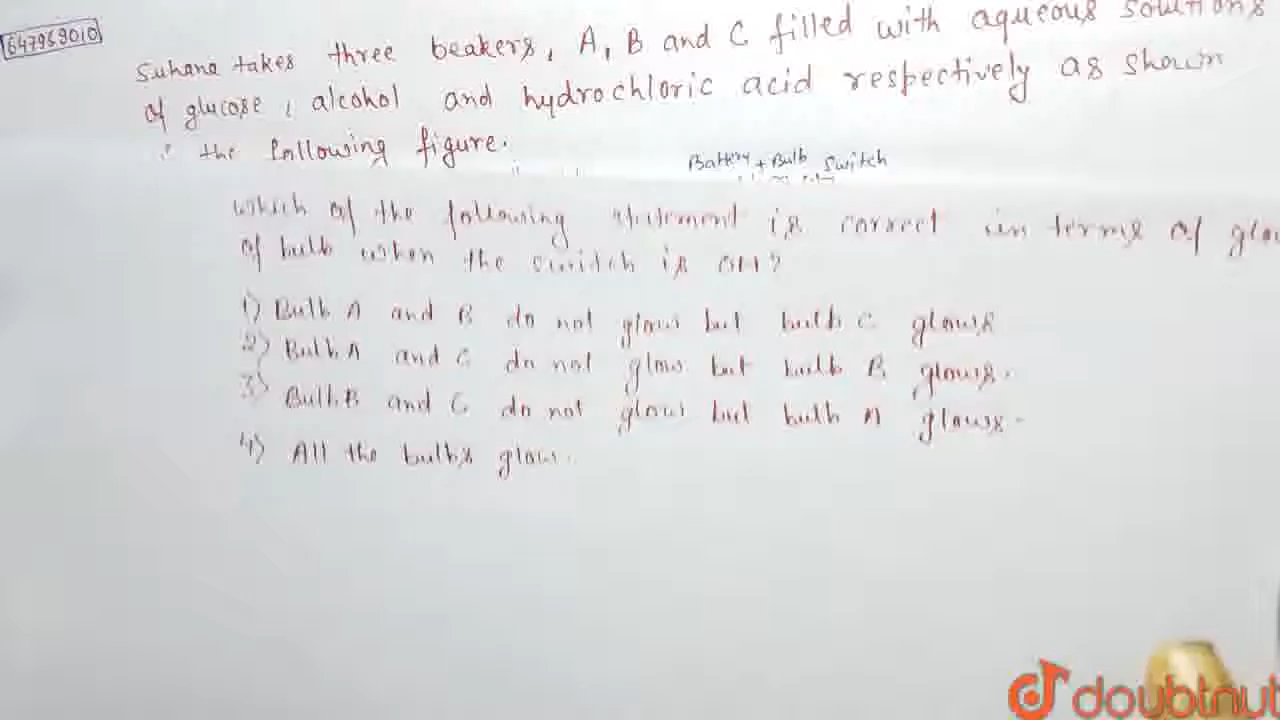 647959010
Suhana takes three beakers, A, B and C filled with aqueous solutions
of glucose, alcohol and hydrochloric acid respectively as shown
the following figure.
Battery + Bulb Switch
which of the following statement is correct in terms of glow
of bulb when the switch is on?
1) Bulb A and B do not glow but bulb C glows
2) Bulb A and C do not glow but bulb B glows.
3) Bulb B and C do not glow but bulb A glows.
4) All the bulbs glow.
doubtnut